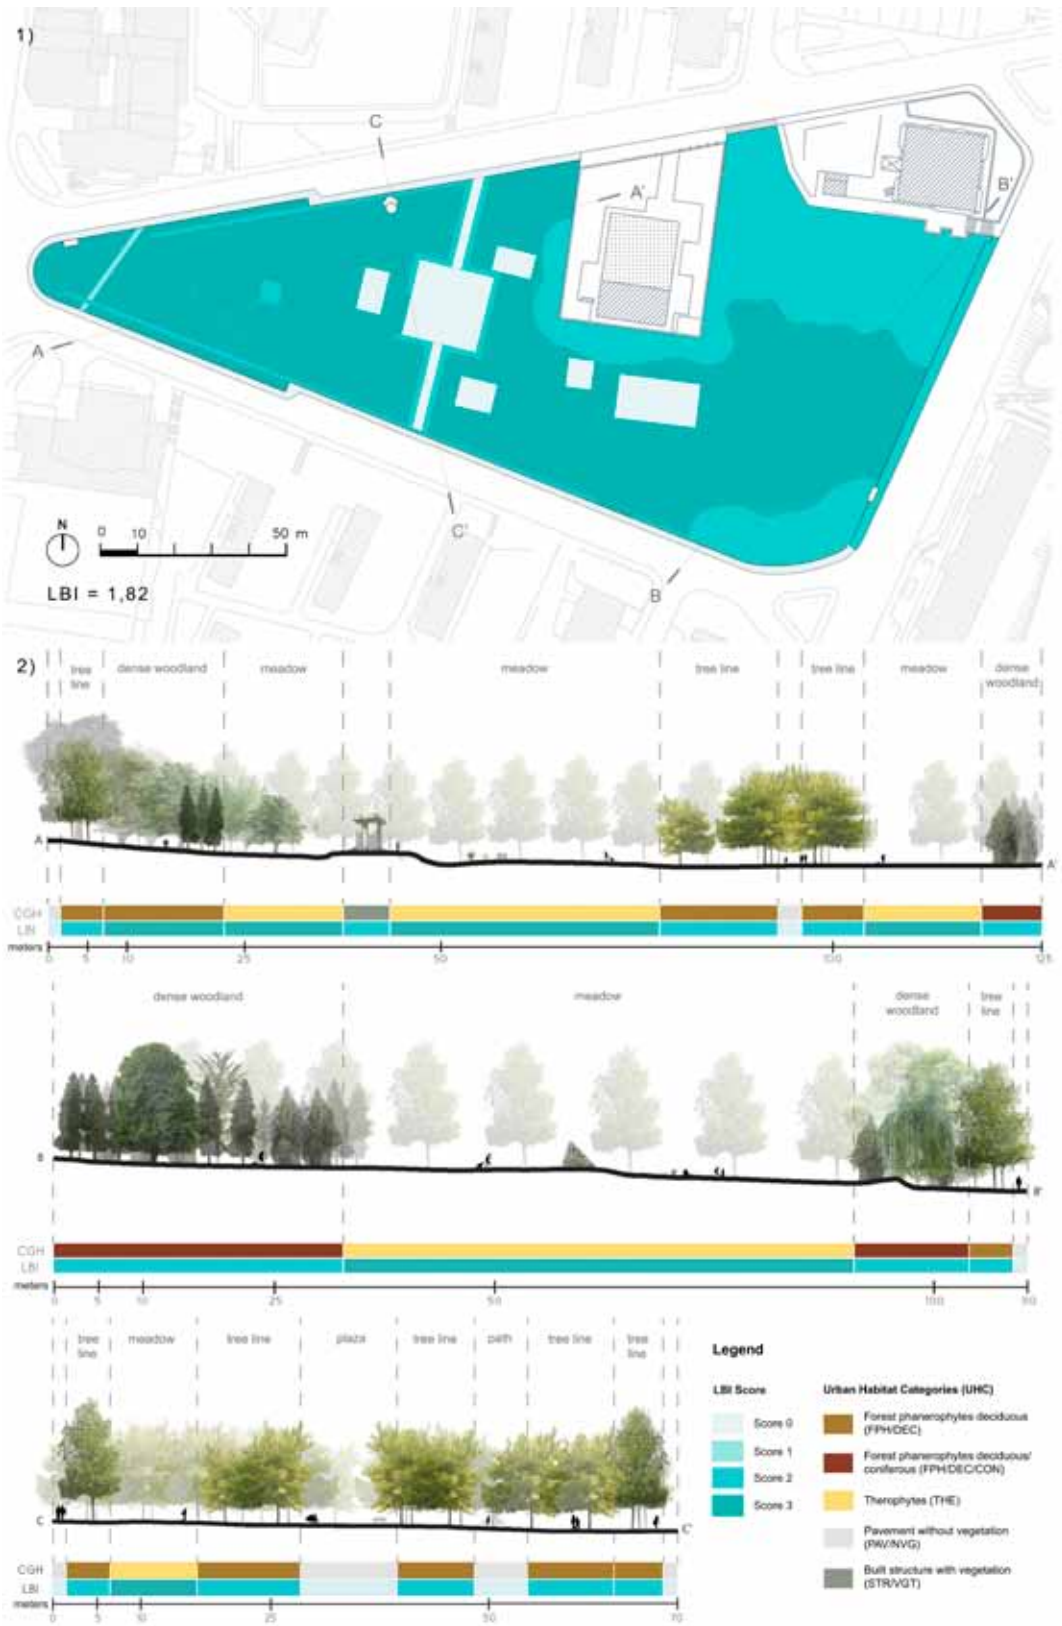 1)
C
A'
B'
A
C'
B
N
0 10 50 m
LBI = 1,82
2)
tree line dense woodland meadow meadow tree line tree line meadow dense woodland
A A'
CGH
LBI
meters 0 5 10 25 50 100 125
dense woodland meadow dense woodland tree line
B B'
CGH
LBI
meters 0 5 10 25 50 100 110
tree line meadow tree line plaza tree line path tree line tree line
C C'
CGH
LBI
meters 0 5 10 25 50 70
Legend
LBI Score
Score 0
Score 1
Score 2
Score 3
Urban Habitat Categories (UHC)
Forest phanerophytes deciduous
(FPH/DEC)
Forest phanerophytes deciduous/
coniferous (FPH/DEC/CON)
Therophytes (THE)
Pavement without vegetation
(PAV/NVG)
Built structure with vegetation
(STR/VGT)